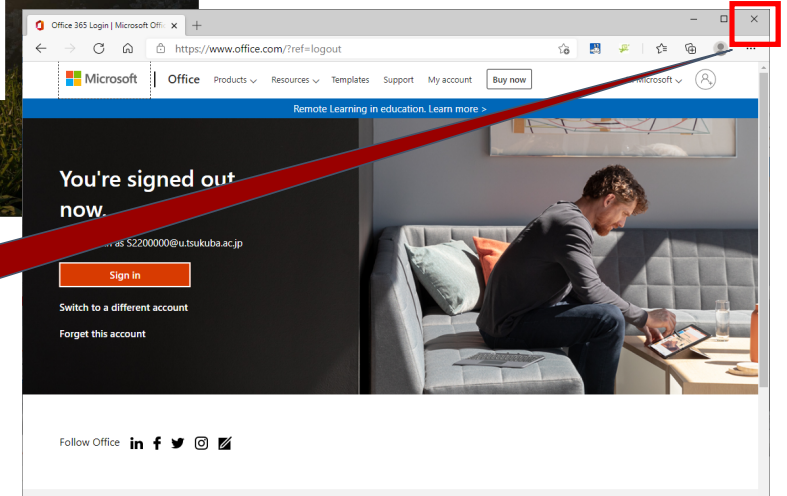 Office 365 Login | Microsoft Offic
https://www.office.com/?ref=logout
Microsoft Office Products Resources Templates Support My account Buy now Microsoft
Remote Learning in education. Learn more >
You're signed out
now.
as S2200000@u.tsukuba.ac.jp
Sign in
Switch to a different account
Forget this account
Follow Office